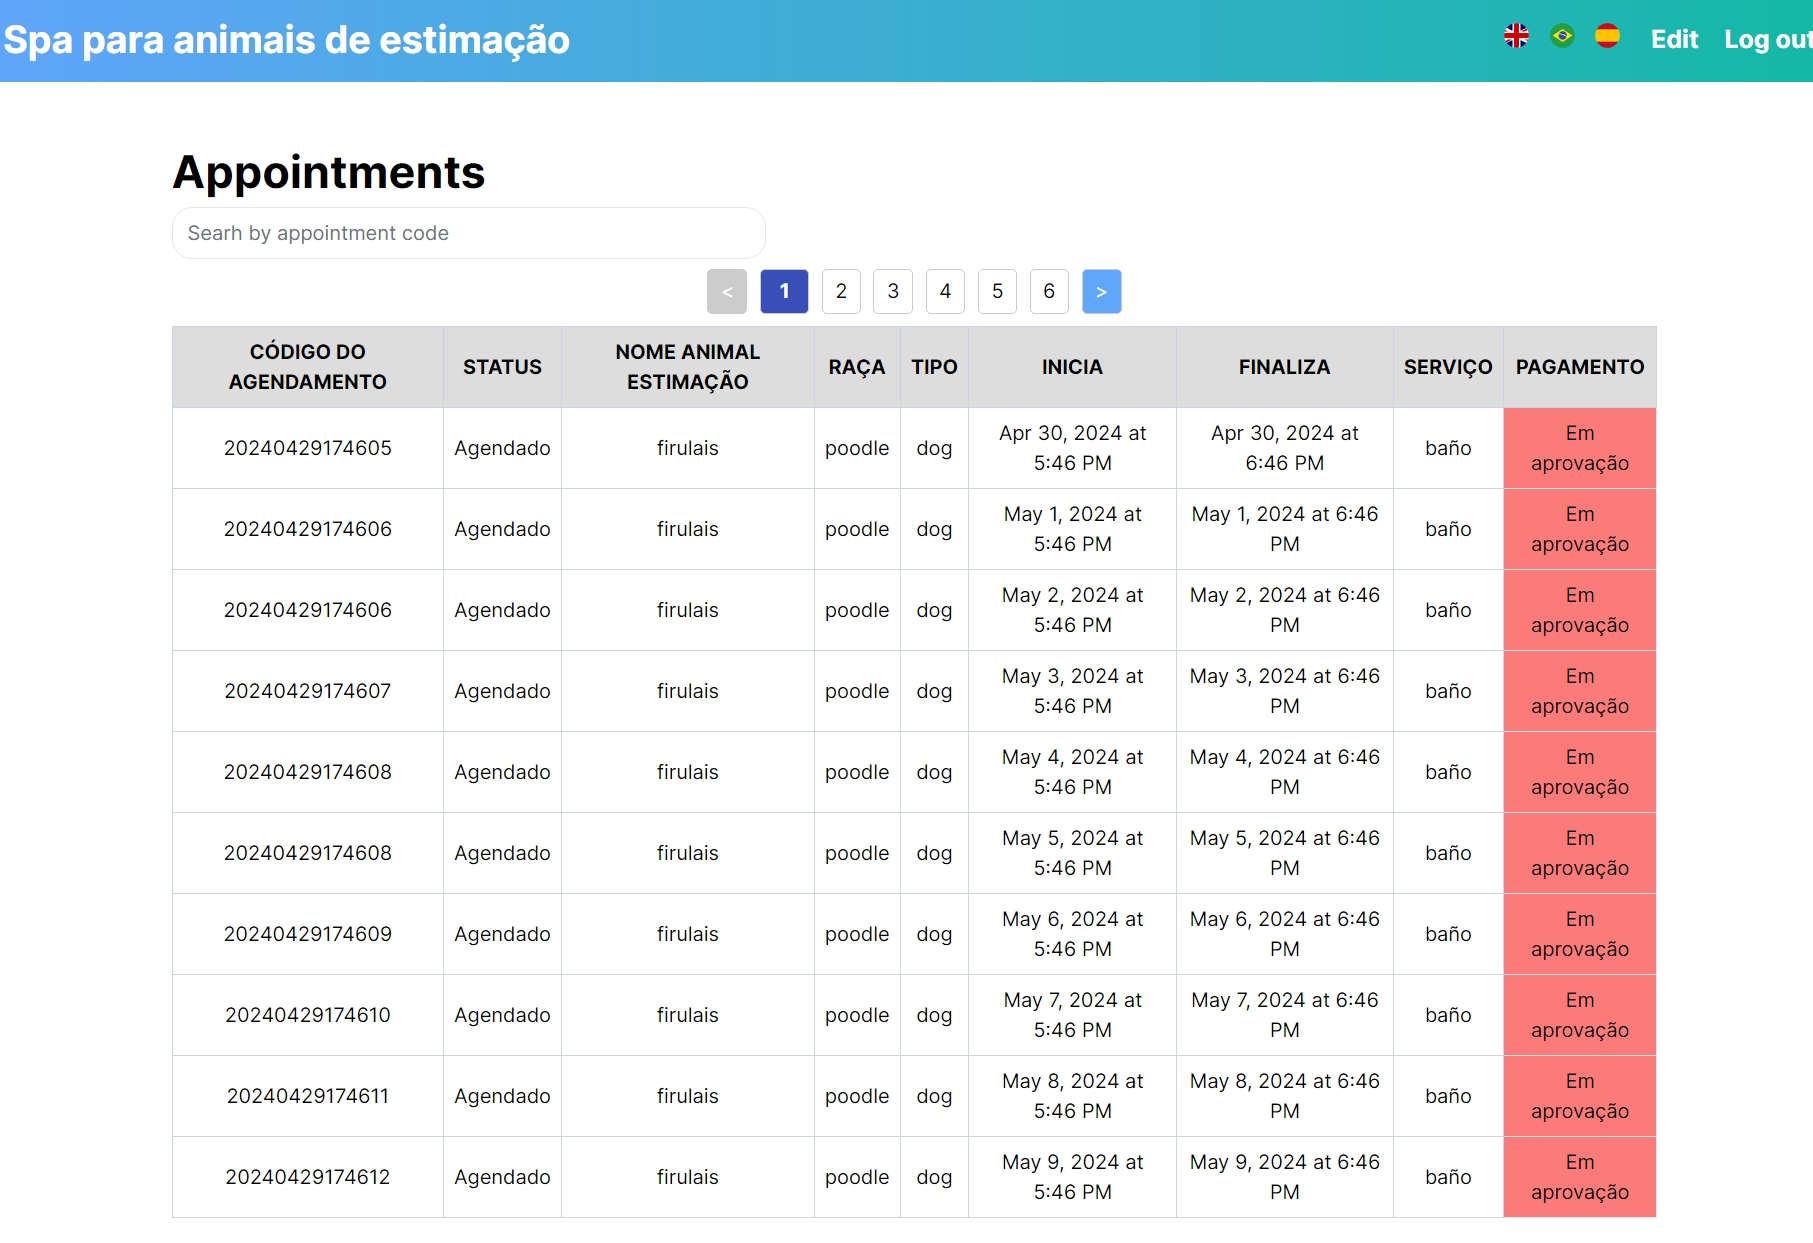 Spa para animais de estimação Edit Log out
Appointments
Searh by appointment code
< 1 2 3 4 5 6 >
CÓDIGO DO AGENDAMENTO STATUS NOME ANIMAL ESTIMAÇÃO RAÇA TIPO INICIA FINALIZA SERVIÇO PAGAMENTO
20240429174605 Agendado firulais poodle dog Apr 30, 2024 at 5:46 PM Apr 30, 2024 at 6:46 PM baño Em aprovação
20240429174606 Agendado firulais poodle dog May 1, 2024 at 5:46 PM May 1, 2024 at 6:46 PM baño Em aprovação
20240429174606 Agendado firulais poodle dog May 2, 2024 at 5:46 PM May 2, 2024 at 6:46 PM baño Em aprovação
20240429174607 Agendado firulais poodle dog May 3, 2024 at 5:46 PM May 3, 2024 at 6:46 PM baño Em aprovação
20240429174608 Agendado firulais poodle dog May 4, 2024 at 5:46 PM May 4, 2024 at 6:46 PM baño Em aprovação
20240429174608 Agendado firulais poodle dog May 5, 2024 at 5:46 PM May 5, 2024 at 6:46 PM baño Em aprovação
20240429174609 Agendado firulais poodle dog May 6, 2024 at 5:46 PM May 6, 2024 at 6:46 PM baño Em aprovação
20240429174610 Agendado firulais poodle dog May 7, 2024 at 5:46 PM May 7, 2024 at 6:46 PM baño Em aprovação
20240429174611 Agendado firulais poodle dog May 8, 2024 at 5:46 PM May 8, 2024 at 6:46 PM baño Em aprovação
20240429174612 Agendado firulais poodle dog May 9, 2024 at 5:46 PM May 9, 2024 at 6:46 PM baño Em aprovação